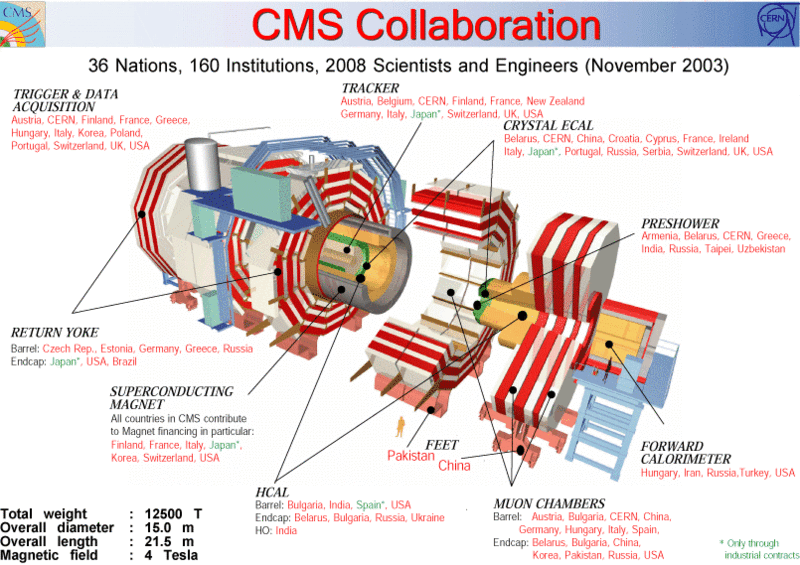 CMS
CMS Collaboration
CERN
36 Nations, 160 Institutions, 2008 Scientists and Engineers (November 2003)
TRIGGER & DATA
ACQUISITION
Austria, CERN, Finland, France, Greece,
Hungary, Italy, Korea, Poland,
Portugal, Switzerland, UK, USA
TRACKER
Austria, Belgium, CERN, Finland, France, New Zealand
Germany, Italy, Japan*, Switzerland, UK, USA
CRYSTAL ECAL
Belarus, CERN, China, Croatia, Cyprus, France, Ireland
Italy, Japan*, Portugal, Russia, Serbia, Switzerland, UK, USA
PRESHOWER
Armenia, Belarus, CERN, Greece,
India, Russia, Taipei, Uzbekistan
RETURN YOKE
Barrel: Czech Rep., Estonia, Germany, Greece, Russia
Endcap: Japan*, USA, Brazil
SUPERCONDUCTING
MAGNET
All countries in CMS contribute
to Magnet financing in particular:
Finland, France, Italy, Japan*,
Korea, Switzerland, USA
FEET
Pakistan
China
FORWARD
CALORIMETER
Hungary, Iran, Russia,Turkey, USA
HCAL
Barrel: Bulgaria, India, Spain*, USA
Endcap: Belarus, Bulgaria, Russia, Ukraine
HO: India
MUON CHAMBERS
Barrel: Austria, Bulgaria, CERN, China,
Germany, Hungary, Italy, Spain,
Endcap: Belarus, Bulgaria, China,
Korea, Pakistan, Russia, USA
Total weight : 12500 T
Overall diameter : 15.0 m
Overall length : 21.5 m
Magnetic field : 4 Tesla
* Only through
industrial contracts